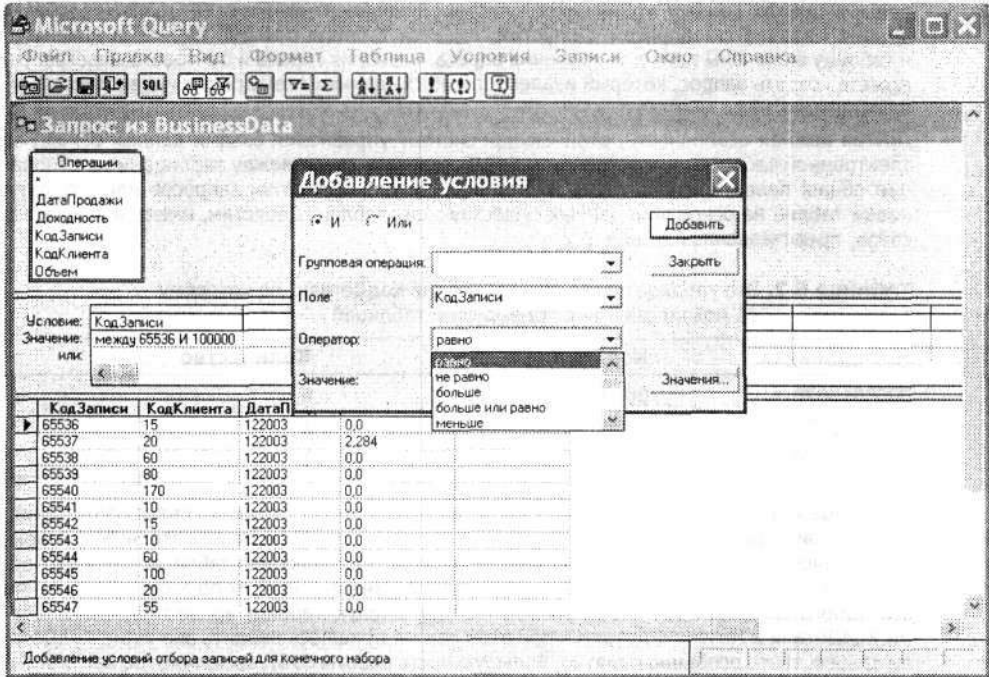 Microsoft Query
Файл Правка Вид Формат Таблица Условия Записи Окно Справка
SQL
Запрос из BusinessData
Операции
*
ДатаПродажи
Доходность
КодЗаписи
КодКлиента
Объем
Добавление условия
И Или
Добавить
Групповая операция:
Закрыть
Поле:
КодЗаписи
Оператор:
равно
равно
не равно
больше
больше или равно
меньше
Значение:
Значения...
Условие: КодЗаписи
Значение: между 65536 И 100000
или:
КодЗаписи КодКлиента ДатаП
65536 15 122003 0,0
65537 20 122003 2,284
65538 60 122003 0,0
65539 80 122003 0,0
65540 170 122003 0,0
65541 10 122003 0,0
65542 15 122003 0,0
65543 10 122003 0,0
65544 60 122003 0,0
65545 100 122003 0,0
65546 20 122003 0,0
65547 55 122003 0,0
Добавление условий отбора записей для конечного набора